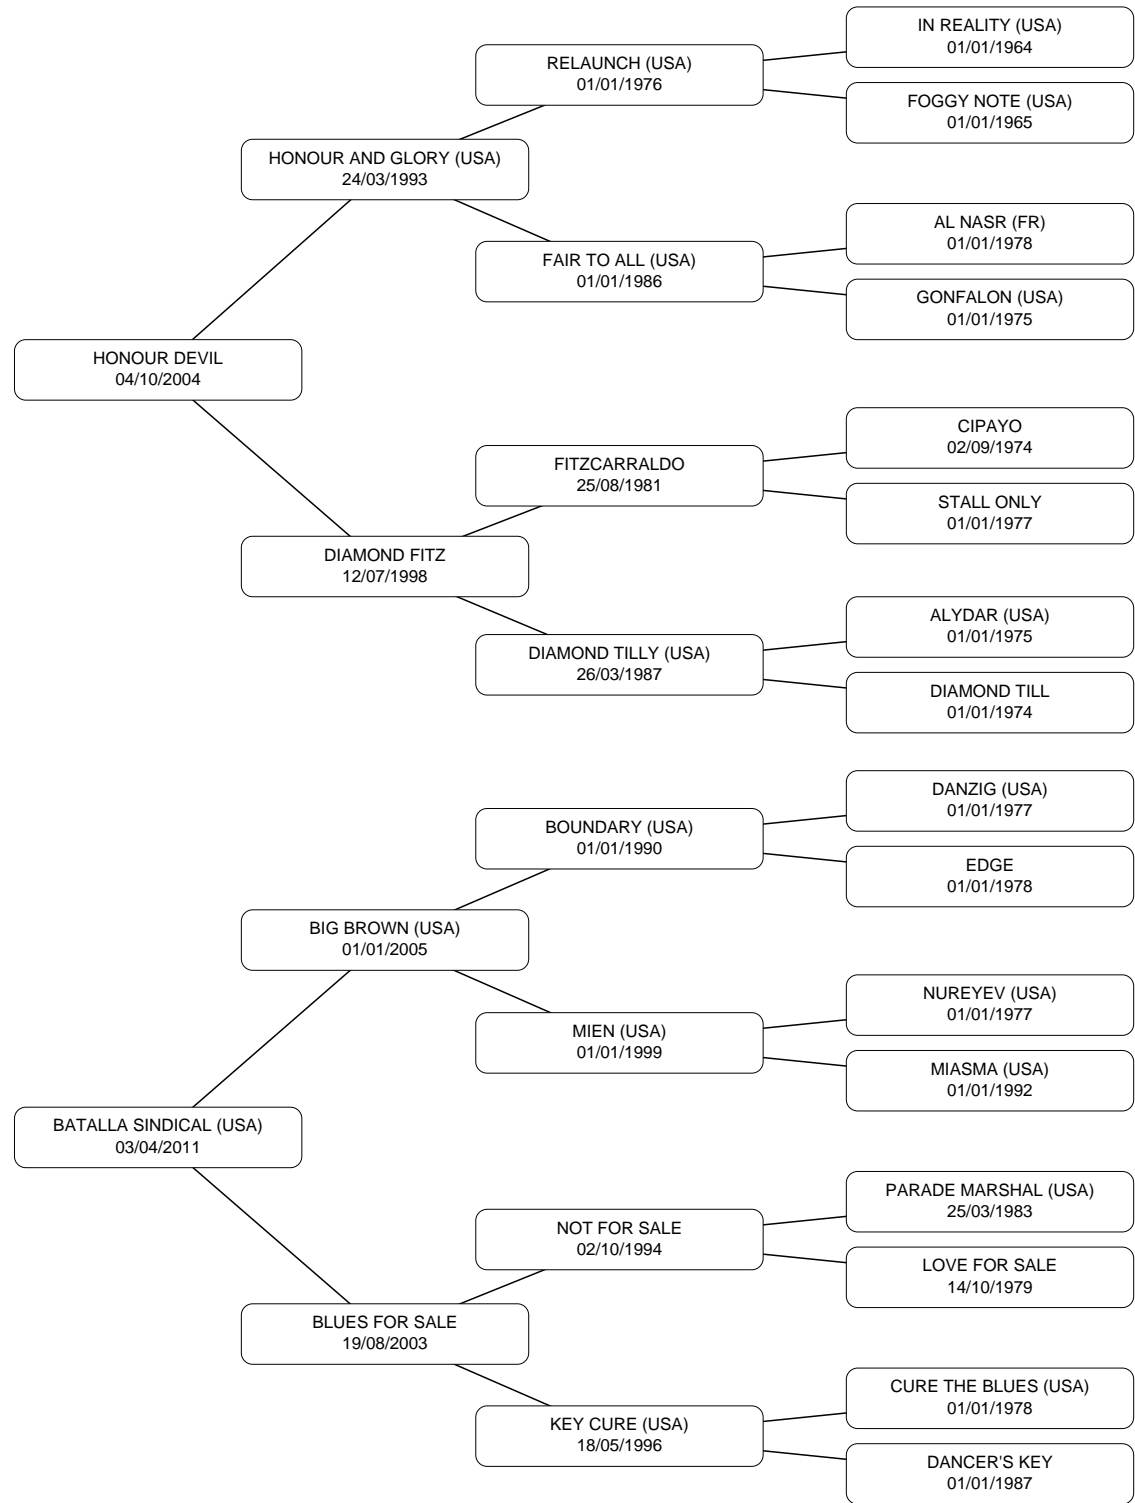 IN REALITY (USA)
01/01/1964
RELAUNCH (USA)
01/01/1976
FOGGY NOTE (USA)
01/01/1965
HONOUR AND GLORY (USA)
24/03/1993
AL NASR (FR)
01/01/1978
FAIR TO ALL (USA)
01/01/1986
GONFALON (USA)
01/01/1975
HONOUR DEVIL
04/10/2004
CIPAYO
02/09/1974
FITZCARRALDO
25/08/1981
STALL ONLY
01/01/1977
DIAMOND FITZ
12/07/1998
ALYDAR (USA)
01/01/1975
DIAMOND TILLY (USA)
26/03/1987
DIAMOND TILL
01/01/1974
DANZIG (USA)
01/01/1977
BOUNDARY (USA)
01/01/1990
EDGE
01/01/1978
BIG BROWN (USA)
01/01/2005
NUREYEV (USA)
01/01/1977
MIEN (USA)
01/01/1999
MIASMA (USA)
01/01/1992
BATALLA SINDICAL (USA)
03/04/2011
PARADE MARSHAL (USA)
25/03/1983
NOT FOR SALE
02/10/1994
LOVE FOR SALE
14/10/1979
BLUES FOR SALE
19/08/2003
CURE THE BLUES (USA)
01/01/1978
KEY CURE (USA)
18/05/1996
DANCER'S KEY
01/01/1987